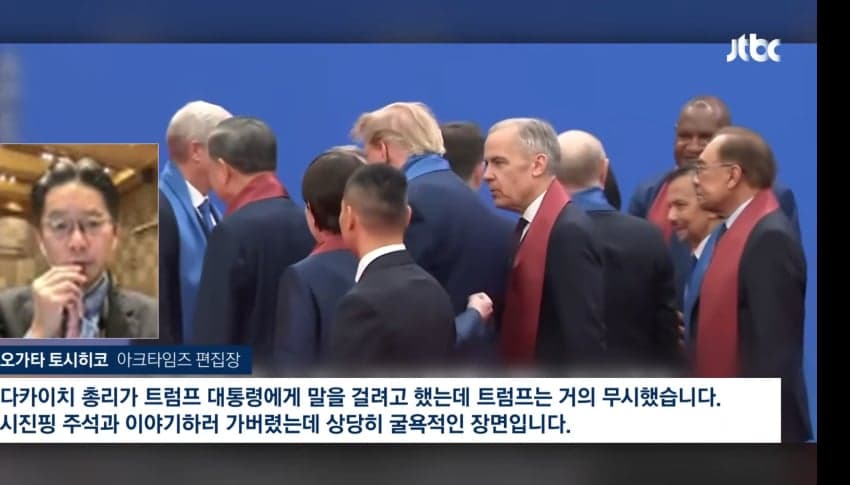 jtbc
오가타 토시히코 아크타임즈 편집장
다카이치 총리가 트럼프 대통령에게 말을 걸려고 했는데 트럼프는 거의 무시했습니다.
시진핑 주석과 이야기하러 가버렸는데 상당히 굴욕적인 장면입니다.